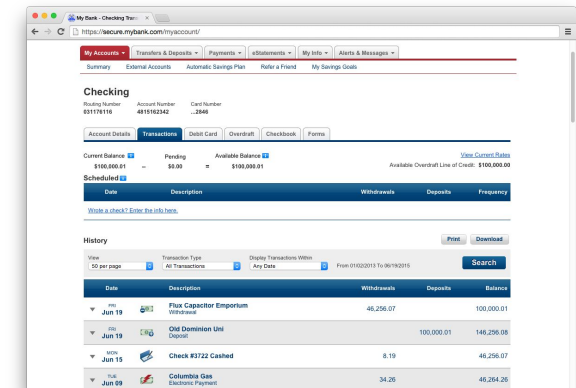 My Bank - Checking Trans
https://secure.mybank.com/myaccount/
My Accounts Transfers & Deposits Payments eStatements My Info Alerts & Messages
Summary External Accounts Automatic Savings Plan Refer a Friend My Savings Goals
Checking
Routing Number Account Number Card Number
031176116 4815162342 ...2846
Account Details Transactions Debit Card Overdraft Checkbook Forms
Current Balance Pending Available Balance View Current Rates
$100,000.01 – $0.00 = $100,000.01 Available Overdraft Line of Credit: $100,000.00
Scheduled
Date Description Withdrawals Deposits Frequency
Wrote a check? Enter the info here.
History Print Download
View Transaction Type Display Transactions Within
50 per page All Transactions Any Date From 01/02/2013 To 06/19/2015 Search
Date Description Withdrawals Deposits Balance
FRI Flux Capacitor Emporium
Jun 19 Withdrawal 46,256.07 100,000.01
FRI Old Dominion Uni
Jun 19 Deposit 100,000.01 146,256.08
MON
Jun 15 Check #3722 Cashed 8.19 46,256.07
TUE Columbia Gas
Jun 09 Electronic Payment 34.26 46,264.26